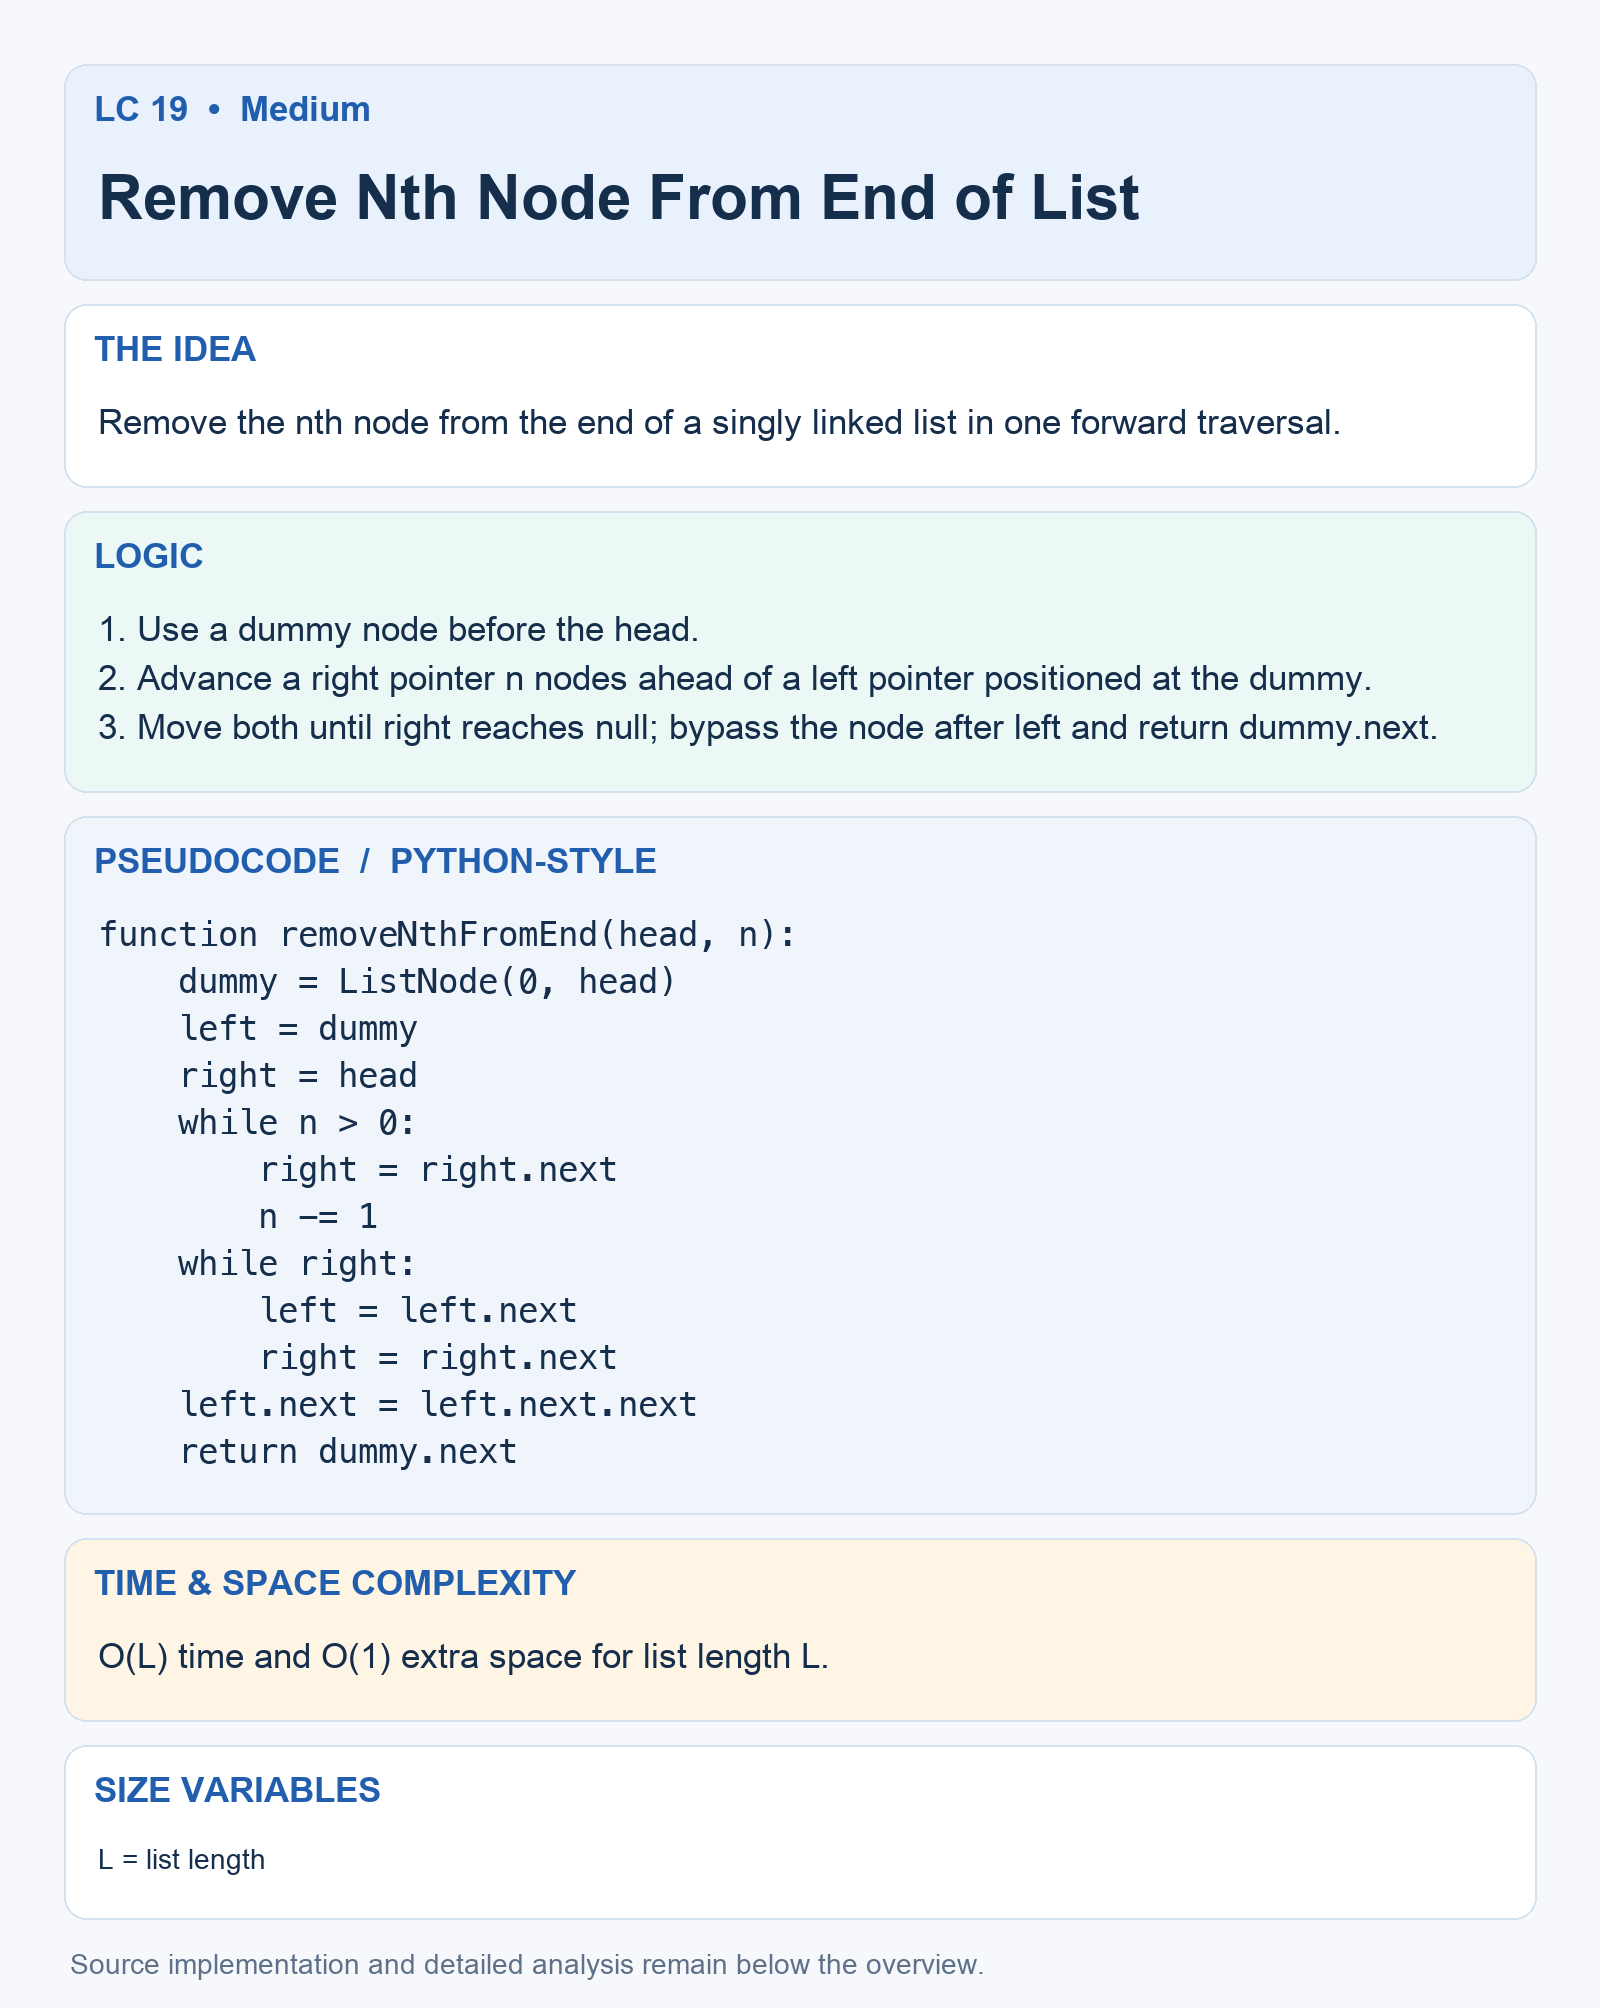 LC 19 • Medium
Remove Nth Node From End of List
THE IDEA
Remove the nth node from the end of a singly linked list in one forward traversal.
LOGIC
1. Use a dummy node before the head.
2. Advance a right pointer n nodes ahead of a left pointer positioned at the dummy.
3. Move both until right reaches null; bypass the node after left and return dummy.next.
PSEUDOCODE / PYTHON-STYLE
function removeNthFromEnd(head, n):
    dummy = ListNode(0, head)
    left = dummy
    right = head
    while n > 0:
        right = right.next
        n −= 1
    while right:
        left = left.next
        right = right.next
    left.next = left.next.next
    return dummy.next
TIME & SPACE COMPLEXITY
O(L) time and O(1) extra space for list length L.
SIZE VARIABLES
L = list length
Source implementation and detailed analysis remain below the overview.